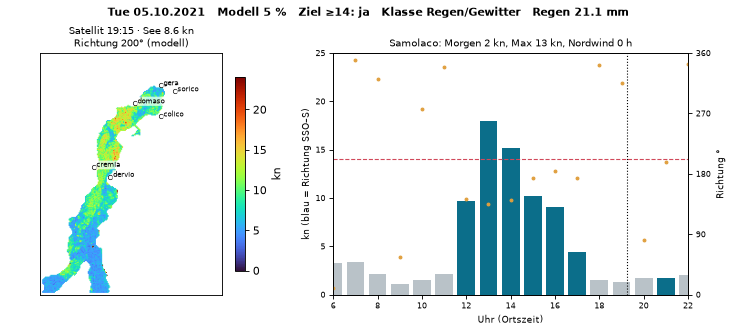 Tue 05.10.2021   Modell 5 %   Ziel ≥14: ja   Klasse Regen/Gewitter   Regen 21.1 mm
Satellit 19:15 · See 8.6 kn
Richtung 200° (modell)
gera
sorico
domaso
colico
cremia
dervio
20
15
10
5
0
kn
Samolaco: Morgen 2 kn, Max 13 kn, Nordwind 0 h
25
20
15
10
5
0
kn (blau = Richtung SSO–S)
360
270
180
90
0
Richtung °
6 8 10 12 14 16 18 20 22
Uhr (Ortszeit)